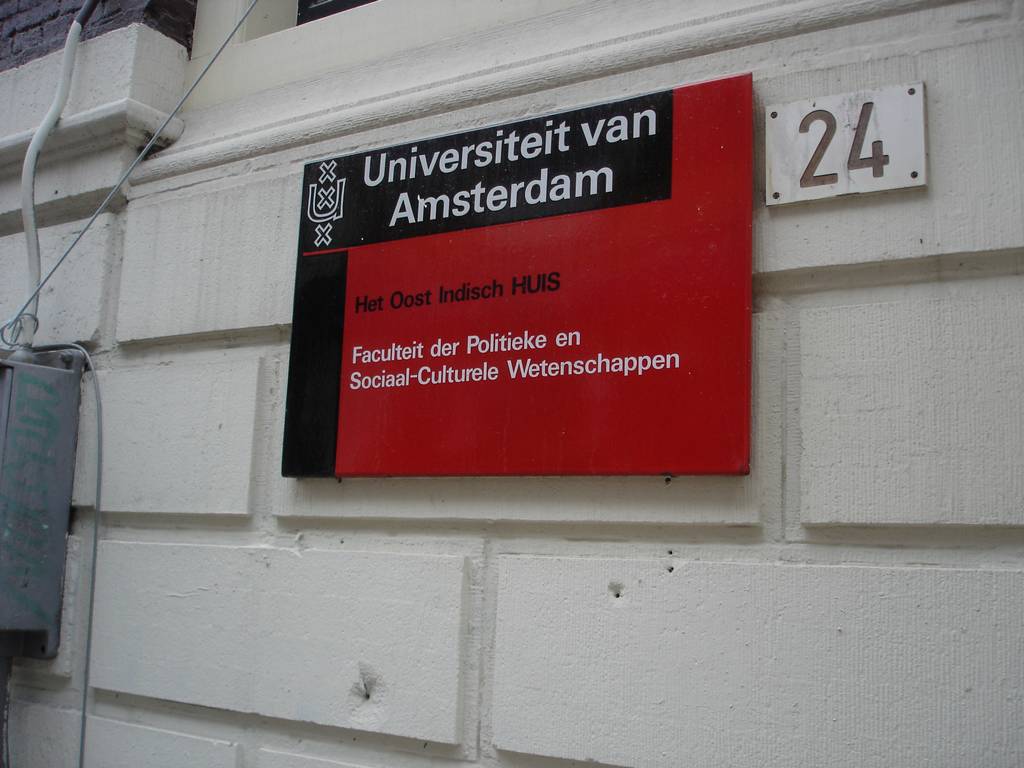 Universiteit van
Amsterdam
24
Het Oost Indisch HUIS
Faculteit der Politieke en
Sociaal-Culturele Wetenschappen